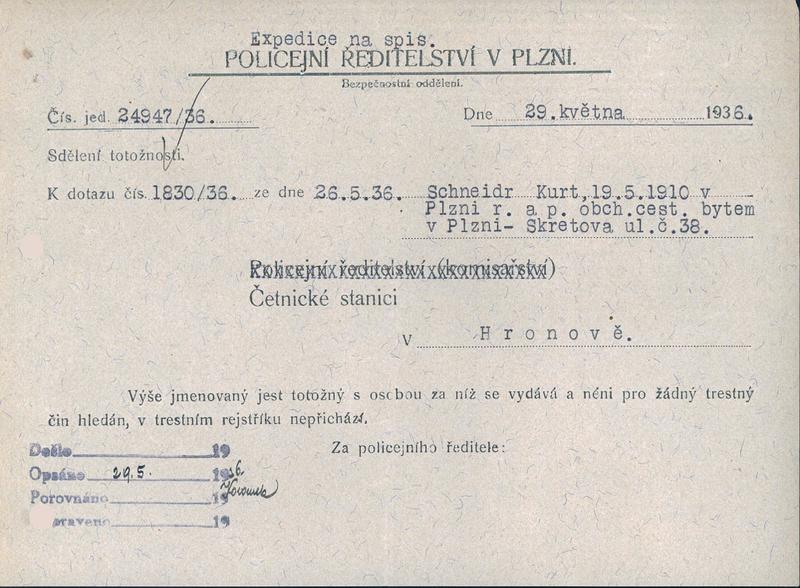 Expedice na spis.
POLICEJNÍ ŘEDITELSTVÍ V PLZNI.
Bezpečnostní oddělení.
Čís. jed. 24947/36. Dne 29.května 1936.
Sdělení totožnosti.
K dotazu čís. 1830/36. ze dne 26.5.36. Schneidr Kurt,19.5.1910 v
Plzni r. a p. obch.cest. bytem
v Plzni- Skretova ul.č.38.
Policejní ředitelství (komisařství)
Četnické stanici
v Hronově.
Výše jmenovaný jest totožný s osobou za níž se vydává a néni pro žádný trestný
čin hledán, v trestním rejstříku nepřichází.
Za policejního ředitele:
Došlo 19
Opsáno 29.5. 1936
Porovnáno 19
praveno 19